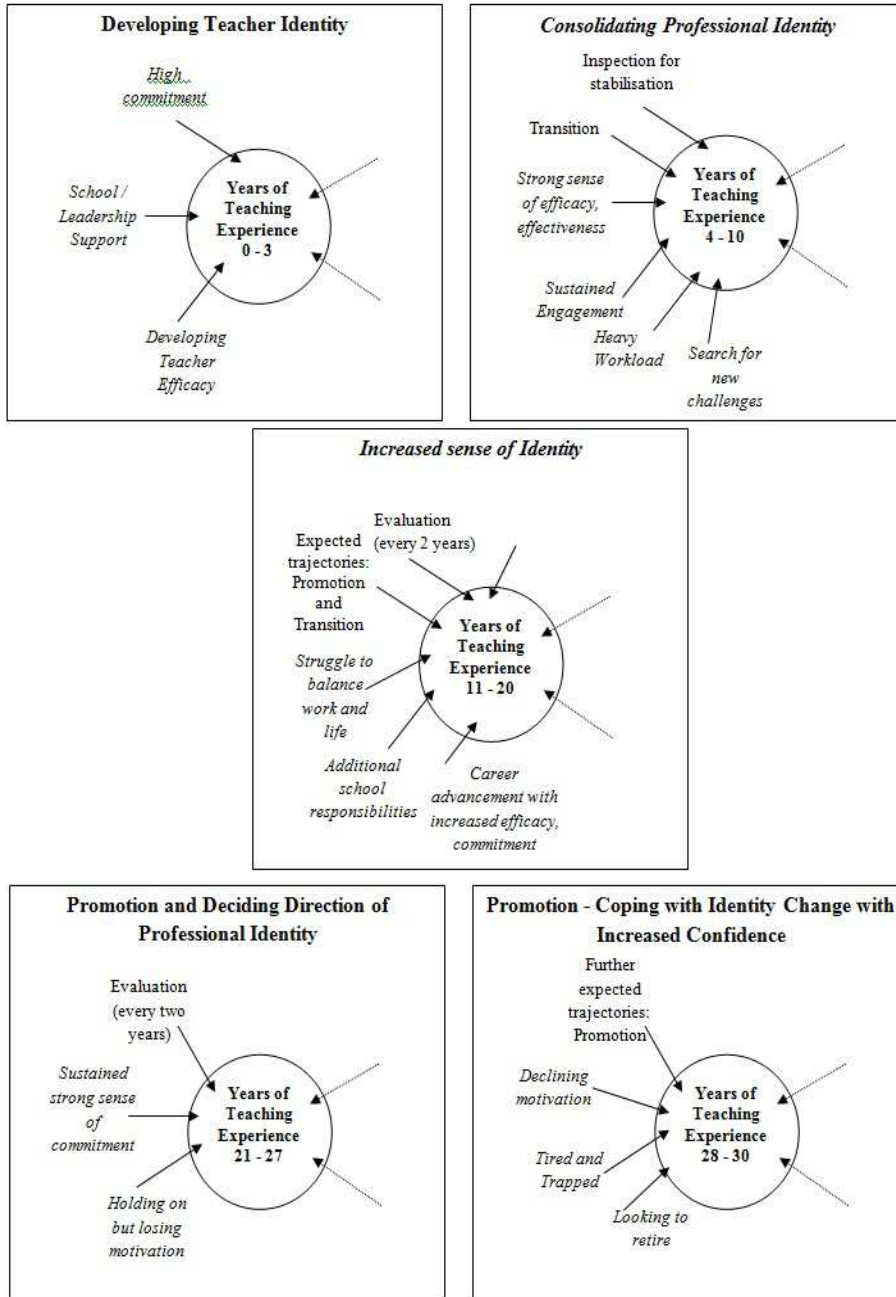 Developing Teacher Identity
High
commitment
School /
Leadership
Support
Years of
Teaching
Experience
0 - 3
Developing
Teacher
Efficacy
Consolidating Professional Identity
Inspection for
stabilisation
Transition
Strong sense
of efficacy,
effectiveness
Years of
Teaching
Experience
4 - 10
Sustained
Engagement
Heavy
Workload
Search for
new
challenges
Increased sense of Identity
Evaluation
(every 2 years)
Expected
trajectories:
Promotion
and
Transition
Years of
Teaching
Experience
11 - 20
Struggle to
balance
work and
life
Additional
school
responsibilities
Career
advancement with
increased efficacy,
commitment
Promotion and Deciding Direction of
Professional Identity
Evaluation
(every two
years)
Sustained
strong sense
of
commitment
Years of
Teaching
Experience
21 - 27
Holding on
but losing
motivation
Promotion - Coping with Identity Change with
Increased Confidence
Further
expected
trajectories:
Promotion
Declining
motivation
Years of
Teaching
Experience
28 - 30
Tired and
Trapped
Looking to
retire